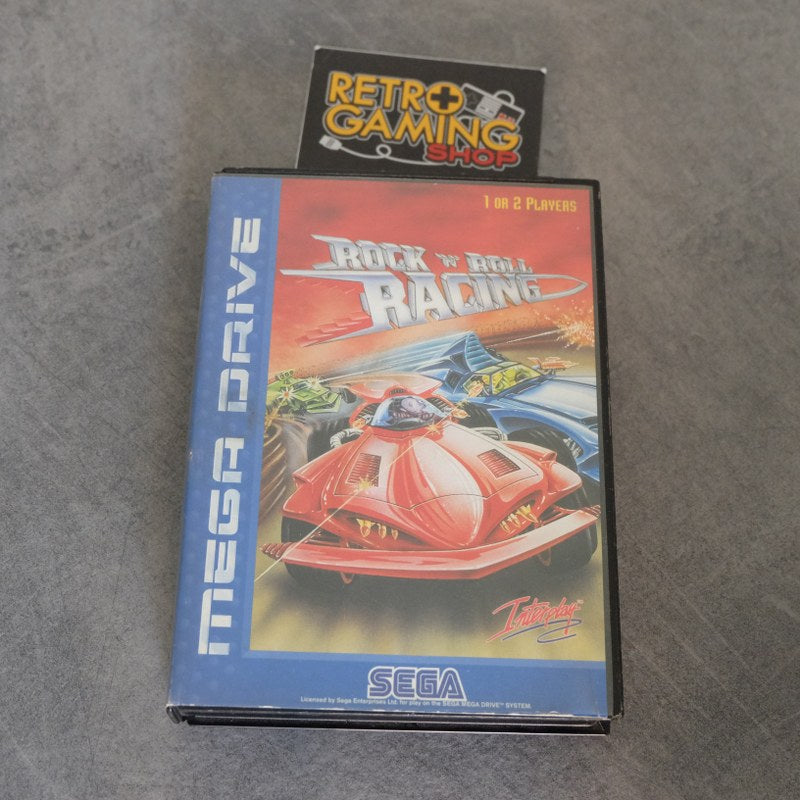 RETRO
GAMING
SHOP
1 OR 2 PLAYERS
ROCK 'N' ROLL
RACING
MEGA DRIVE
Interplay™
SEGA
Licensed by Sega Enterprises Ltd. for play on the SEGA MEGA DRIVE™ SYSTEM.